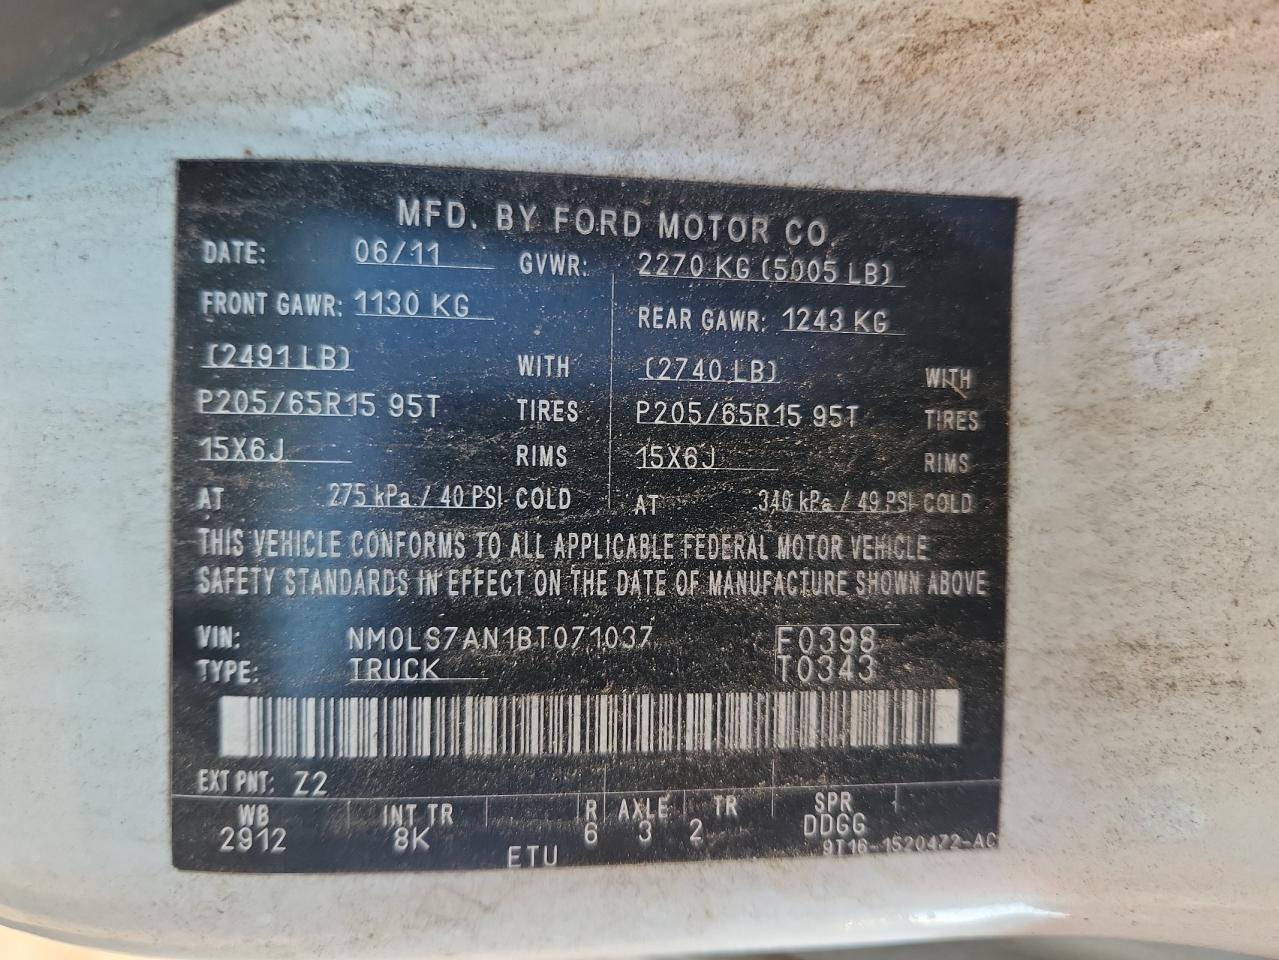 MFD. BY FORD MOTOR CO.
DATE: 06/11 GVWR: 2270 KG (5005 LB)
FRONT GAWR: 1130 KG REAR GAWR: 1243 KG
(2491 LB) WITH (2740 LB) WITH
P205/65R15 95T TIRES P205/65R15 95T TIRES
15X6J RIMS 15X6J RIMS
AT 275 kPa / 40 PSI COLD AT 340 kPa / 49 PSI COLD
THIS VEHICLE CONFORMS TO ALL APPLICABLE FEDERAL MOTOR VEHICLE
SAFETY STANDARDS IN EFFECT ON THE DATE OF MANUFACTURE SHOWN ABOVE
VIN: NM0LS7AN1BT071037 F0398
TYPE: TRUCK T0343
EXT PNT: Z2
WB INT TR R AXLE TR SPR
2912 8K 6 3 2 DDGG
ETU 9T16-1520472-AC